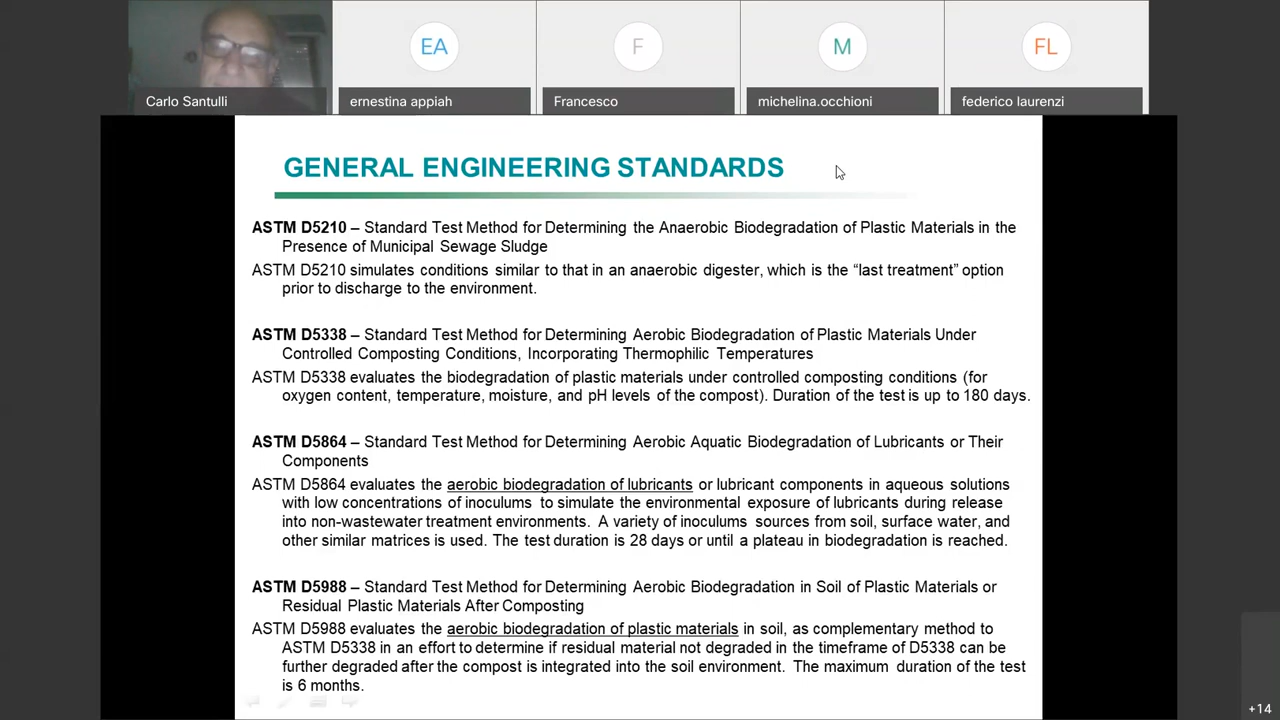 EA
F
M
FL
Carlo Santulli
ernestina appiah
Francesco
michelina.occhioni
federico laurenzi
GENERAL ENGINEERING STANDARDS
ASTM D5210 – Standard Test Method for Determining the Anaerobic Biodegradation of Plastic Materials in the
Presence of Municipal Sewage Sludge
ASTM D5210 simulates conditions similar to that in an anaerobic digester, which is the “last treatment” option
prior to discharge to the environment.
ASTM D5338 – Standard Test Method for Determining Aerobic Biodegradation of Plastic Materials Under
Controlled Composting Conditions, Incorporating Thermophilic Temperatures
ASTM D5338 evaluates the biodegradation of plastic materials under controlled composting conditions (for
oxygen content, temperature, moisture, and pH levels of the compost). Duration of the test is up to 180 days.
ASTM D5864 – Standard Test Method for Determining Aerobic Aquatic Biodegradation of Lubricants or Their
Components
ASTM D5864 evaluates the aerobic biodegradation of lubricants or lubricant components in aqueous solutions
with low concentrations of inoculums to simulate the environmental exposure of lubricants during release
into non-wastewater treatment environments. A variety of inoculums sources from soil, surface water, and
other similar matrices is used. The test duration is 28 days or until a plateau in biodegradation is reached.
ASTM D5988 – Standard Test Method for Determining Aerobic Biodegradation in Soil of Plastic Materials or
Residual Plastic Materials After Composting
ASTM D5988 evaluates the aerobic biodegradation of plastic materials in soil, as complementary method to
ASTM D5338 in an effort to determine if residual material not degraded in the timeframe of D5338 can be
further degraded after the compost is integrated into the soil environment. The maximum duration of the test
is 6 months.
+14